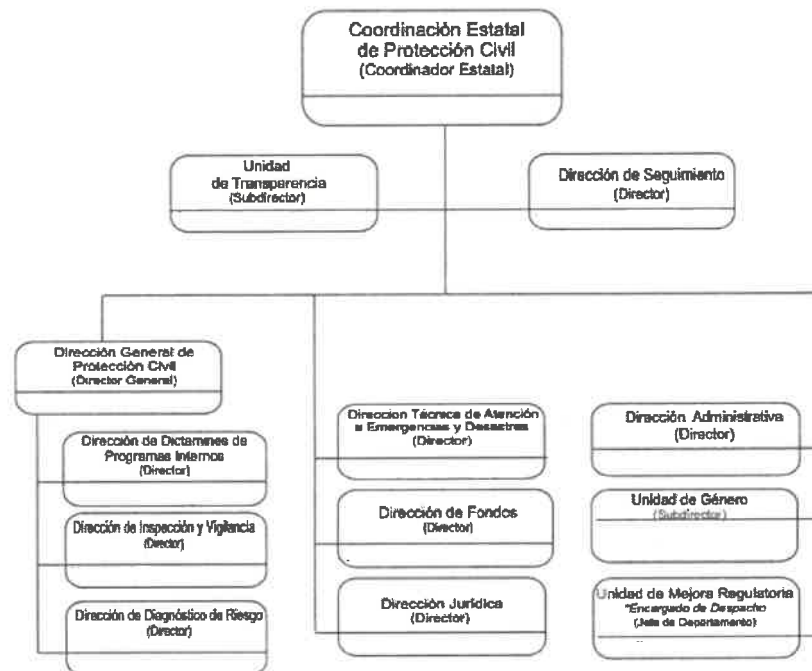 Coordinación Estatal
de Protección Civil
(Coordinador Estatal)
Unidad
de Transparencia
(Subdirector)
Dirección de Seguimiento
(Director)
Dirección General de
Protección Civil
(Director General)
Dirección de Dictamines de
Programas Internos
(Director)
Dirección de Inspección y Vigilancia
(Director)
Dirección de Diagnóstico de Riesgo
(Director)
Direccion Técnica de Atención
a Emergencias y Desastres
(Director)
Dirección de Fondos
(Director)
Dirección Jurídica
(Director)
Dirección Administrativa
(Director)
Unidad de Género
(Subdirector)
Unidad de Mejora Regulatoria
"Encargado de Despacho
(Jefe de Departamento)